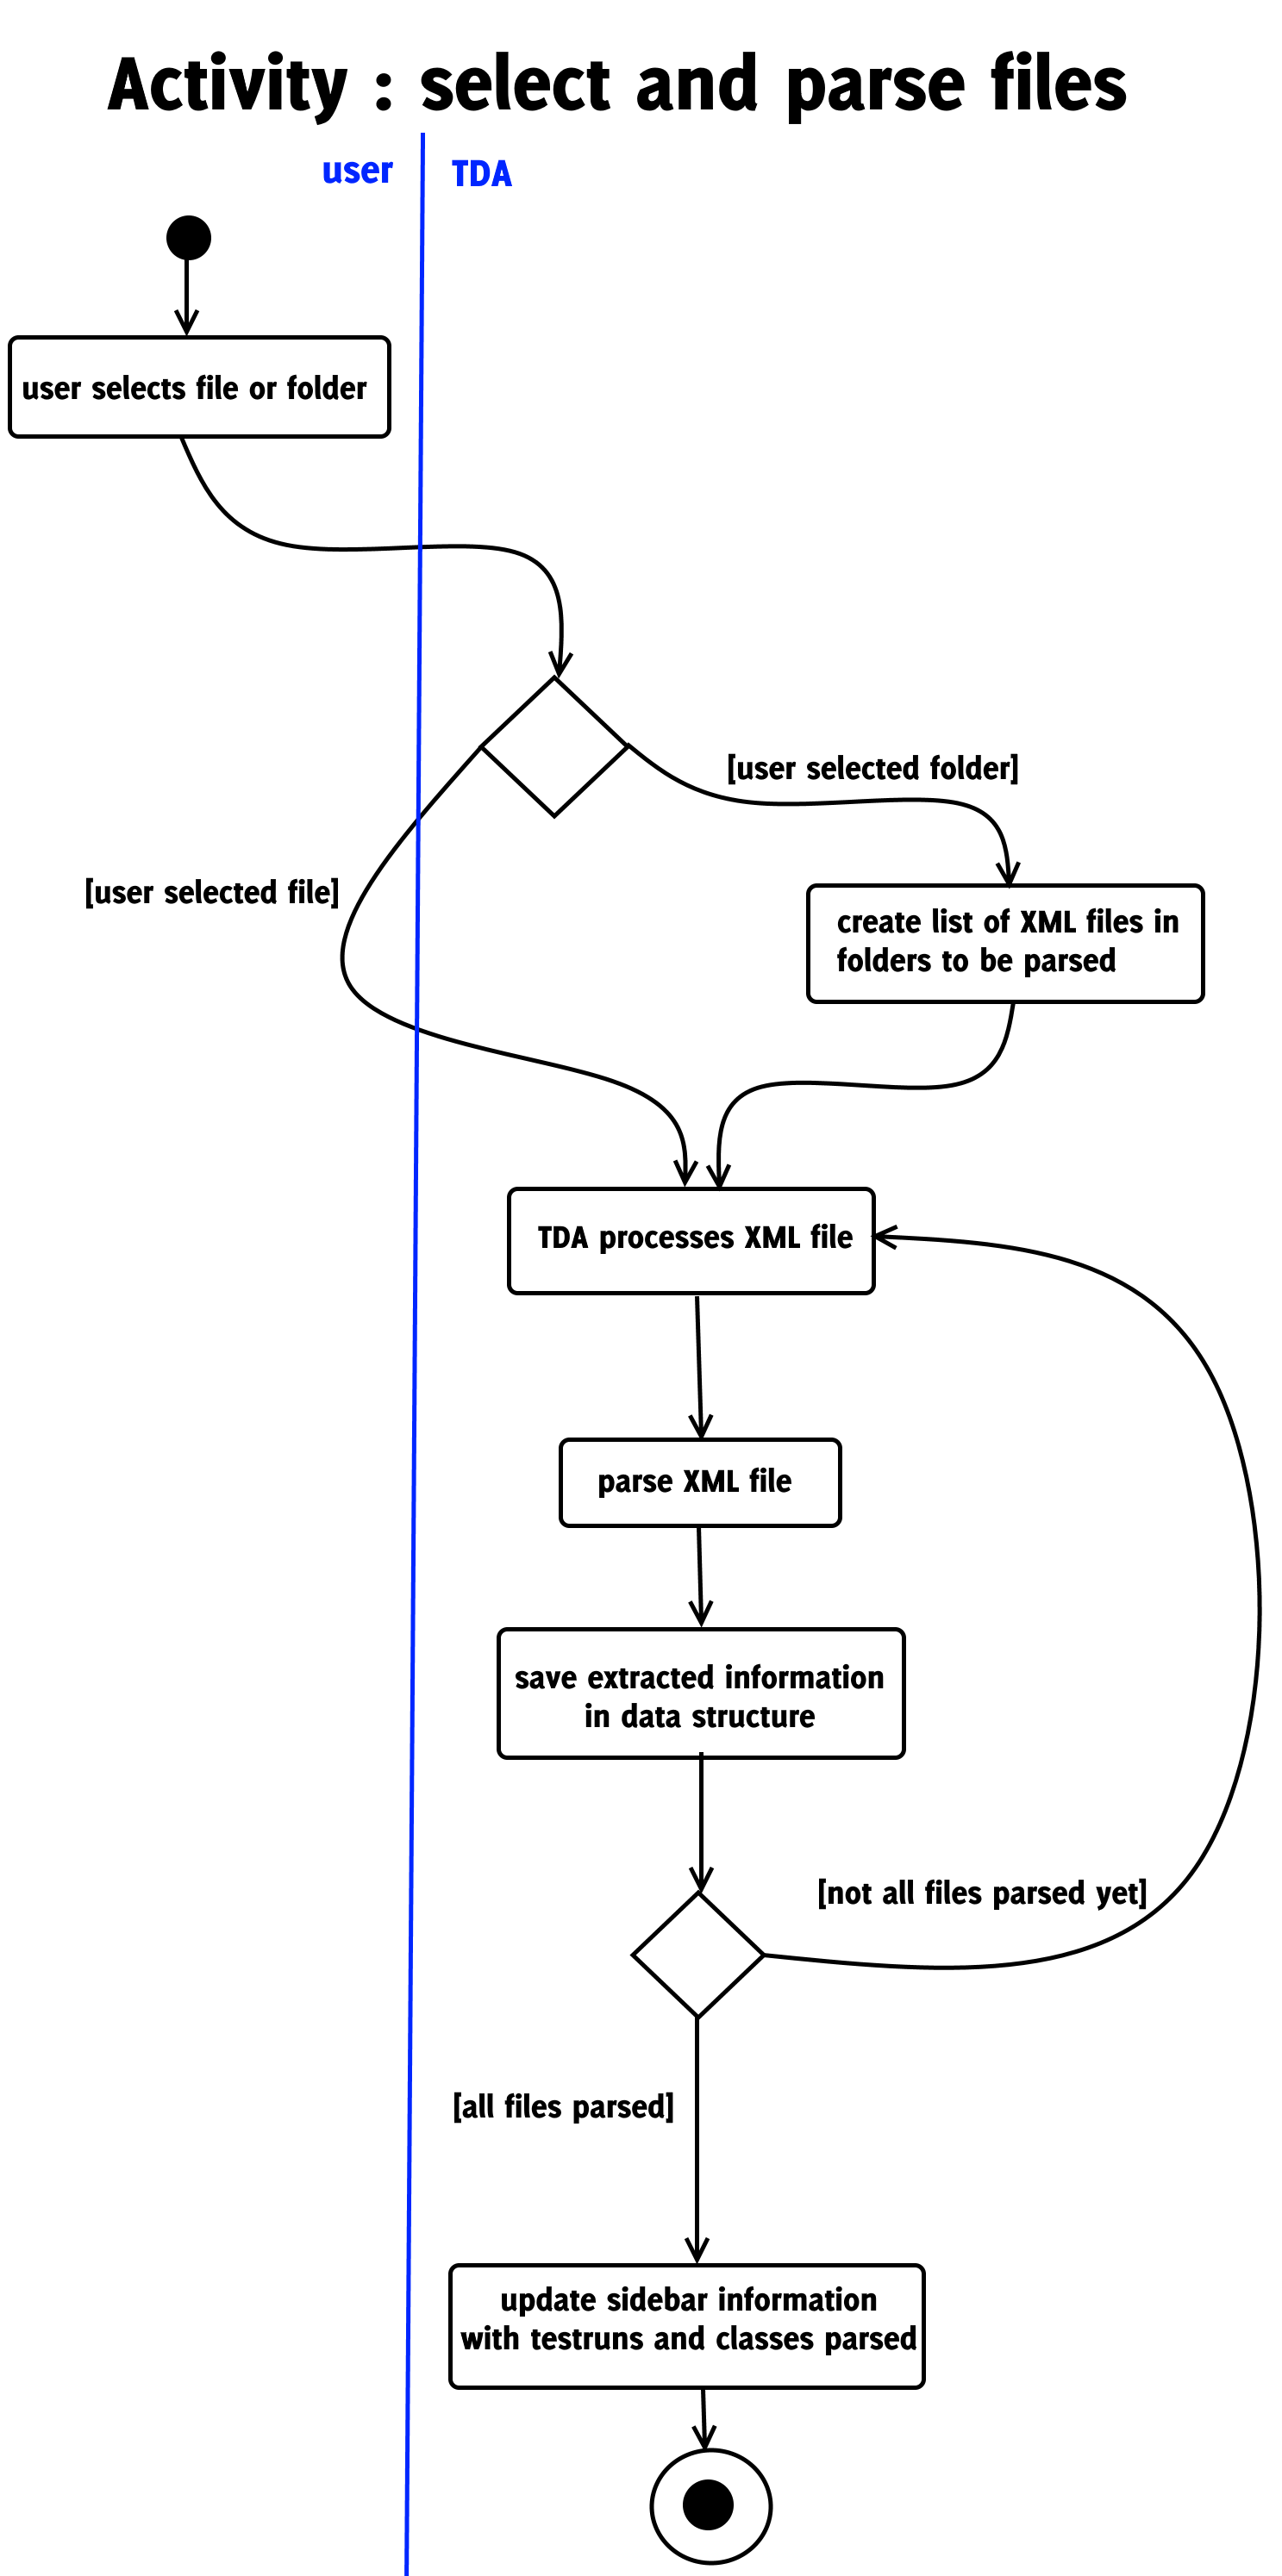 Activity : select and parse files
user
TDA
user selects file or folder
[user selected folder]
[user selected file]
create list of XML files in
folders to be parsed
TDA processes XML file
parse XML file
save extracted information
in data structure
[not all files parsed yet]
[all files parsed]
update sidebar information
with testruns and classes parsed